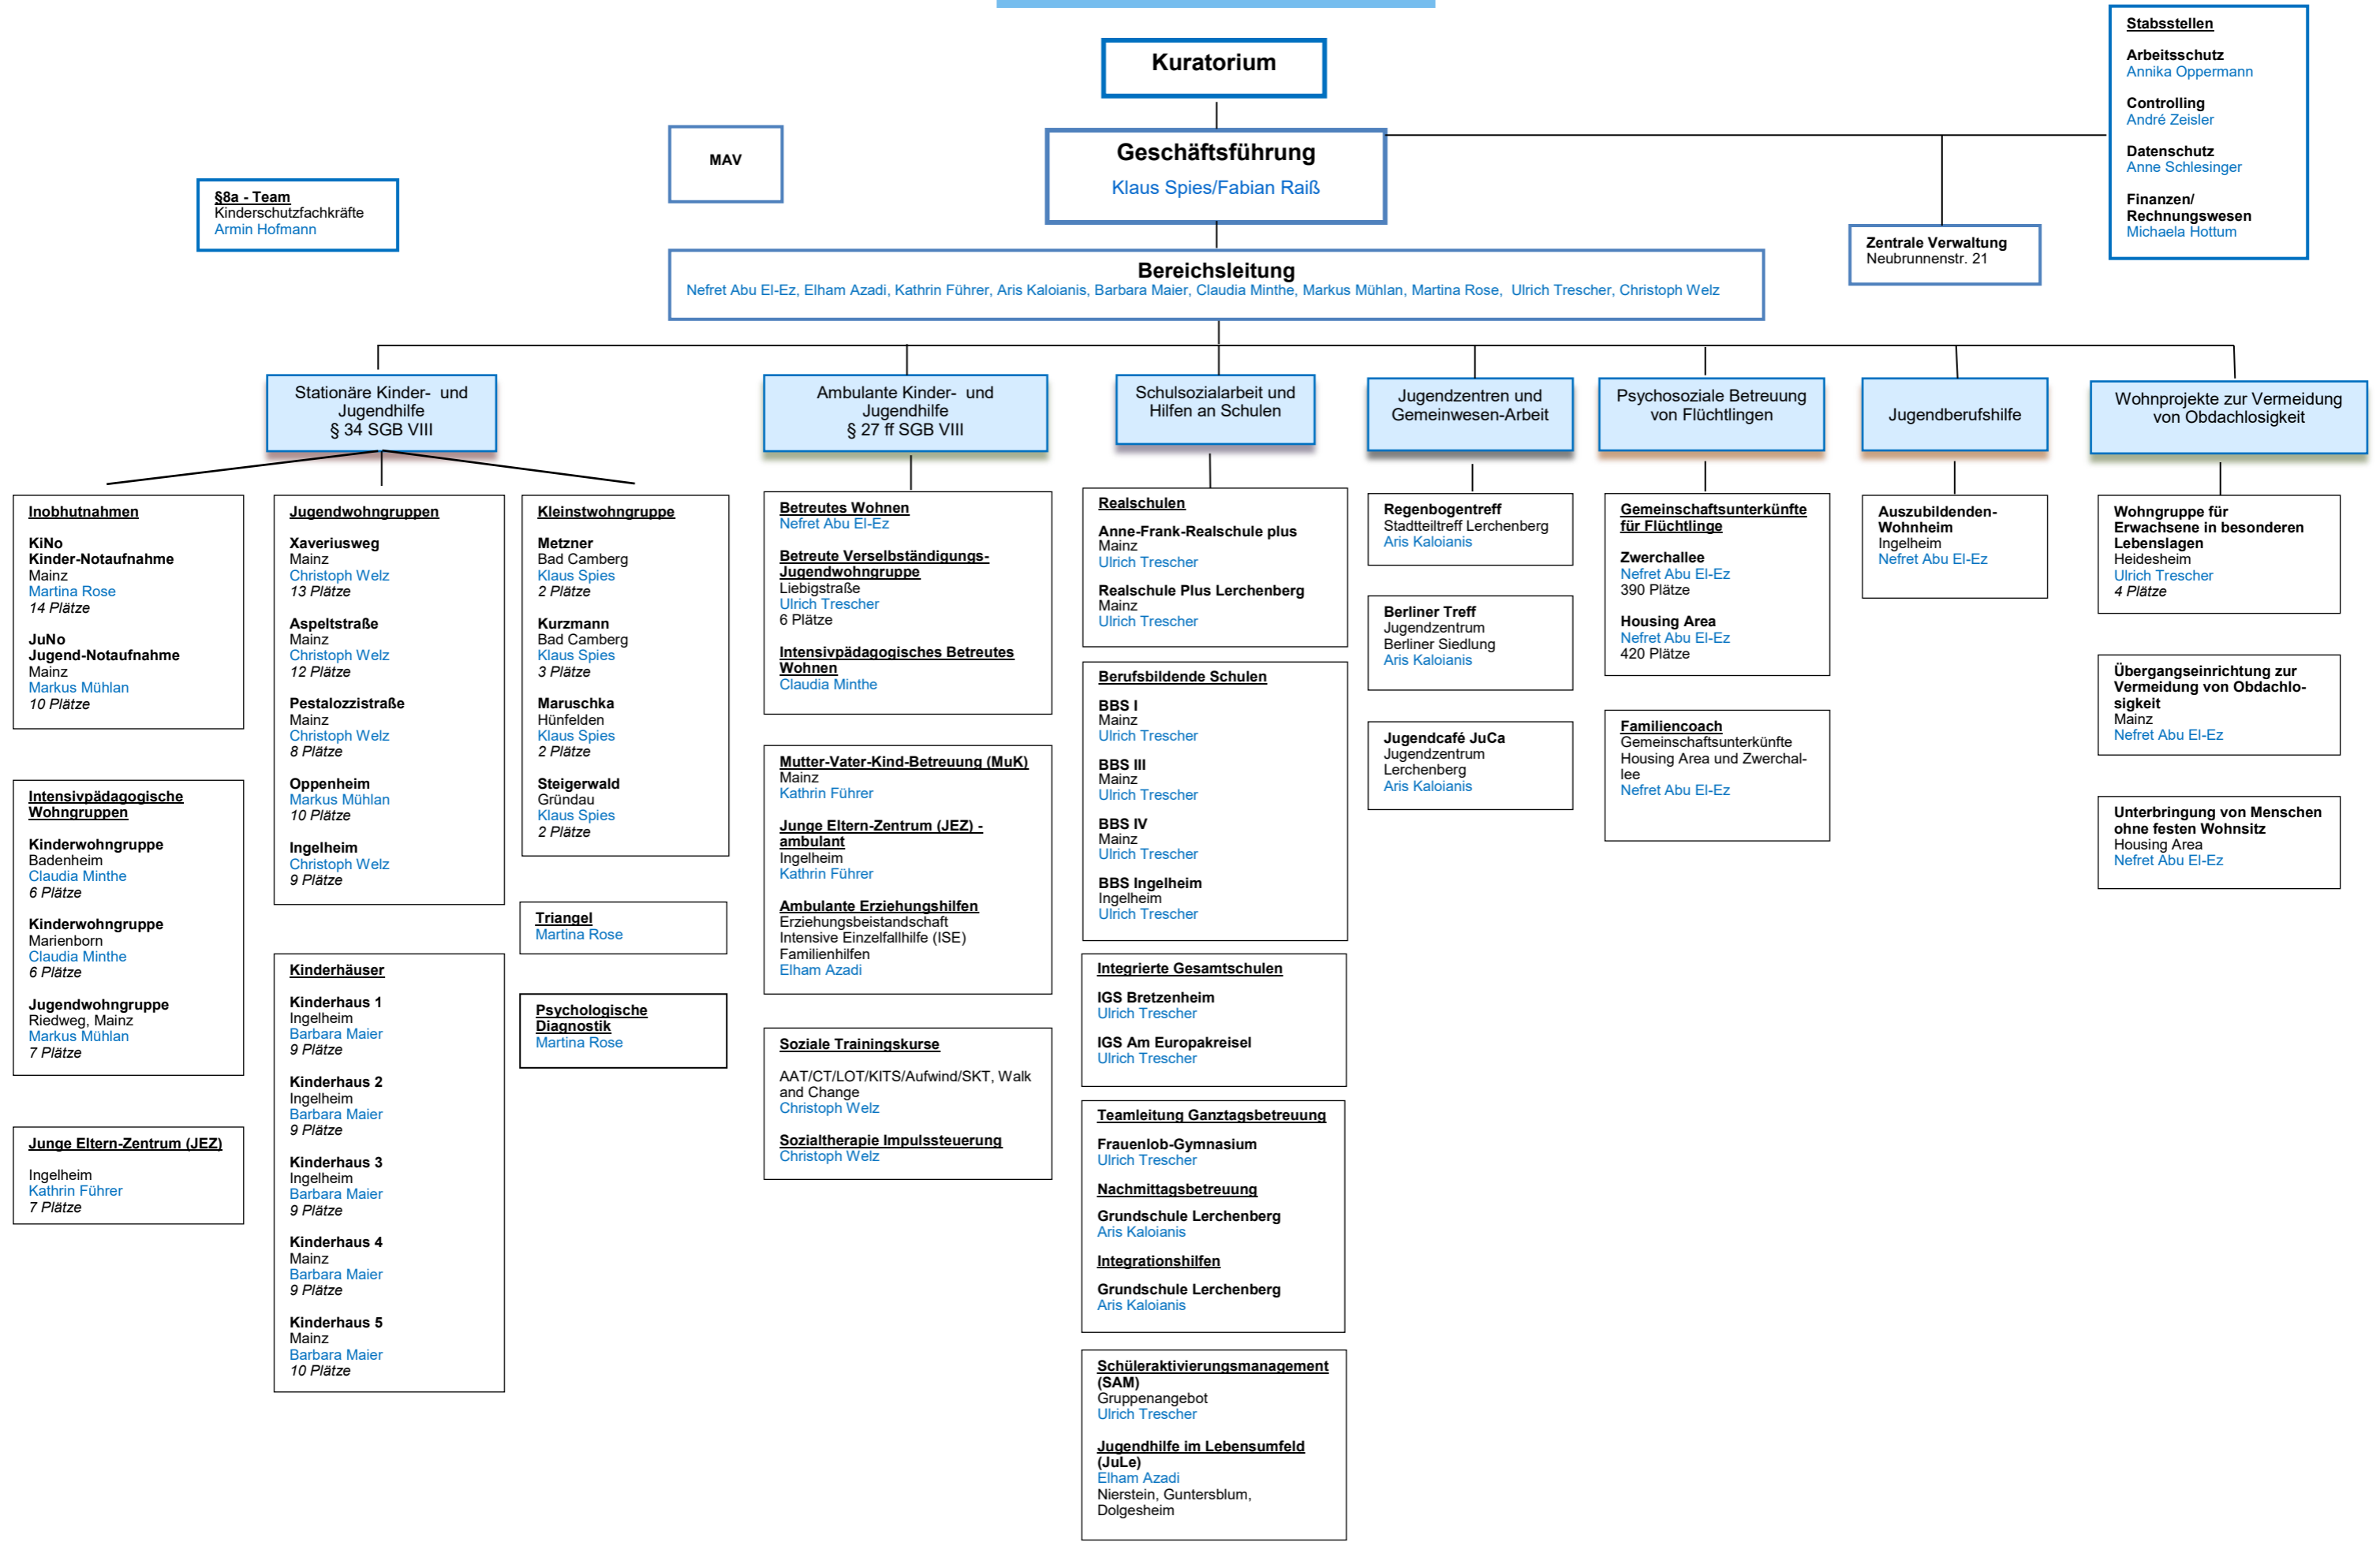 Kuratorium
MAV
Geschäftsführung
Klaus Spies/Fabian Raiß
Stabsstellen
Arbeitsschutz
Annika Oppermann
Controlling
André Zeisler
Datenschutz
Anne Schlesinger
Finanzen/
Rechnungswesen
Michaela Hottum
§8a - Team
Kinderschutzfachkräfte
Armin Hofmann
Zentrale Verwaltung
Neubrunnenstr. 21
Bereichsleitung
Nefret Abu El-Ez, Elham Azadi, Kathrin Führer, Aris Kaloianis, Barbara Maier, Claudia Minthe, Markus Mühlan, Martina Rose, Ulrich Trescher, Christoph Welz
Stationäre Kinder- und
Jugendhilfe
§ 34 SGB VIII
Ambulante Kinder- und
Jugendhilfe
§ 27 ff SGB VIII
Schulsozialarbeit und
Hilfen an Schulen
Jugendzentren und
Gemeinwesen-Arbeit
Psychosoziale Betreuung
von Flüchtlingen
Jugendberufshilfe
Wohnprojekte zur Vermeidung
von Obdachlosigkeit
Inobhutnahmen
KiNo
Kinder-Notaufnahme
Mainz
Martina Rose
14 Plätze
JuNo
Jugend-Notaufnahme
Mainz
Markus Mühlan
10 Plätze
Intensivpädagogische
Wohngruppen
Kinderwohngruppe
Badenheim
Claudia Minthe
6 Plätze
Kinderwohngruppe
Marienborn
Claudia Minthe
6 Plätze
Jugendwohngruppe
Riedweg, Mainz
Markus Mühlan
7 Plätze
Junge Eltern-Zentrum (JEZ)
Ingelheim
Kathrin Führer
7 Plätze
Jugendwohngruppen
Xaveriusweg
Mainz
Christoph Welz
13 Plätze
Aspeltstraße
Mainz
Christoph Welz
12 Plätze
Pestalozzistraße
Mainz
Christoph Welz
8 Plätze
Oppenheim
Markus Mühlan
10 Plätze
Ingelheim
Christoph Welz
9 Plätze
Kinderhäuser
Kinderhaus 1
Ingelheim
Barbara Maier
9 Plätze
Kinderhaus 2
Ingelheim
Barbara Maier
9 Plätze
Kinderhaus 3
Ingelheim
Barbara Maier
9 Plätze
Kinderhaus 4
Mainz
Barbara Maier
9 Plätze
Kinderhaus 5
Mainz
Barbara Maier
10 Plätze
Kleinstwohngruppe
Metzner
Bad Camberg
Klaus Spies
2 Plätze
Kurzmann
Bad Camberg
Klaus Spies
3 Plätze
Maruschka
Hünfelden
Klaus Spies
2 Plätze
Steigerwald
Gründau
Klaus Spies
2 Plätze
Triangel
Martina Rose
Psychologische
Diagnostik
Martina Rose
Betreutes Wohnen
Nefret Abu El-Ez
Betreute Verselbständigungs-
Jugendwohngruppe
Liebigstraße
Ulrich Trescher
6 Plätze
Intensivpädagogisches Betreutes
Wohnen
Claudia Minthe
Mutter-Vater-Kind-Betreuung (MuK)
Mainz
Kathrin Führer
Junge Eltern-Zentrum (JEZ) -
ambulant
Ingelheim
Kathrin Führer
Ambulante Erziehungshilfen
Erziehungsbeistandschaft
Intensive Einzelfallhilfe (ISE)
Familienhilfen
Elham Azadi
Soziale Trainingskurse
AAT/CT/LOT/KITS/Aufwind/SKT, Walk
and Change
Christoph Welz
Sozialtherapie Impulssteuerung
Christoph Welz
Realschulen
Anne-Frank-Realschule plus
Mainz
Ulrich Trescher
Realschule Plus Lerchenberg
Mainz
Ulrich Trescher
Berufsbildende Schulen
BBS I
Mainz
Ulrich Trescher
BBS III
Mainz
Ulrich Trescher
BBS IV
Mainz
Ulrich Trescher
BBS Ingelheim
Ingelheim
Ulrich Trescher
Integrierte Gesamtschulen
IGS Bretzenheim
Ulrich Trescher
IGS Am Europakreisel
Ulrich Trescher
Teamleitung Ganztagsbetreuung
Frauenlob-Gymnasium
Ulrich Trescher
Nachmittagsbetreuung
Grundschule Lerchenberg
Aris Kaloianis
Integrationshilfen
Grundschule Lerchenberg
Aris Kaloianis
Schüleraktivierungsmanagement
(SAM)
Gruppenangebot
Ulrich Trescher
Jugendhilfe im Lebensumfeld
(JuLe)
Elham Azadi
Nierstein, Guntersblum,
Dolgesheim
Regenbogentreff
Stadtteiltreff Lerchenberg
Aris Kaloianis
Berliner Treff
Jugendzentrum
Berliner Siedlung
Aris Kaloianis
Jugendcafé JuCa
Jugendzentrum
Lerchenberg
Aris Kaloianis
Gemeinschaftsunterkünfte
für Flüchtlinge
Zwerchallee
Nefret Abu El-Ez
390 Plätze
Housing Area
Nefret Abu El-Ez
420 Plätze
Familiencoach
Gemeinschaftsunterkünfte
Housing Area und Zwerchal-
lee
Nefret Abu El-Ez
Auszubildenden-
Wohnheim
Ingelheim
Nefret Abu El-Ez
Wohngruppe für
Erwachsene in besonderen
Lebenslagen
Heidesheim
Ulrich Trescher
4 Plätze
Übergangseinrichtung zur
Vermeidung von Obdachlo-
sigkeit
Mainz
Nefret Abu El-Ez
Unterbringung von Menschen
ohne festen Wohnsitz
Housing Area
Nefret Abu El-Ez